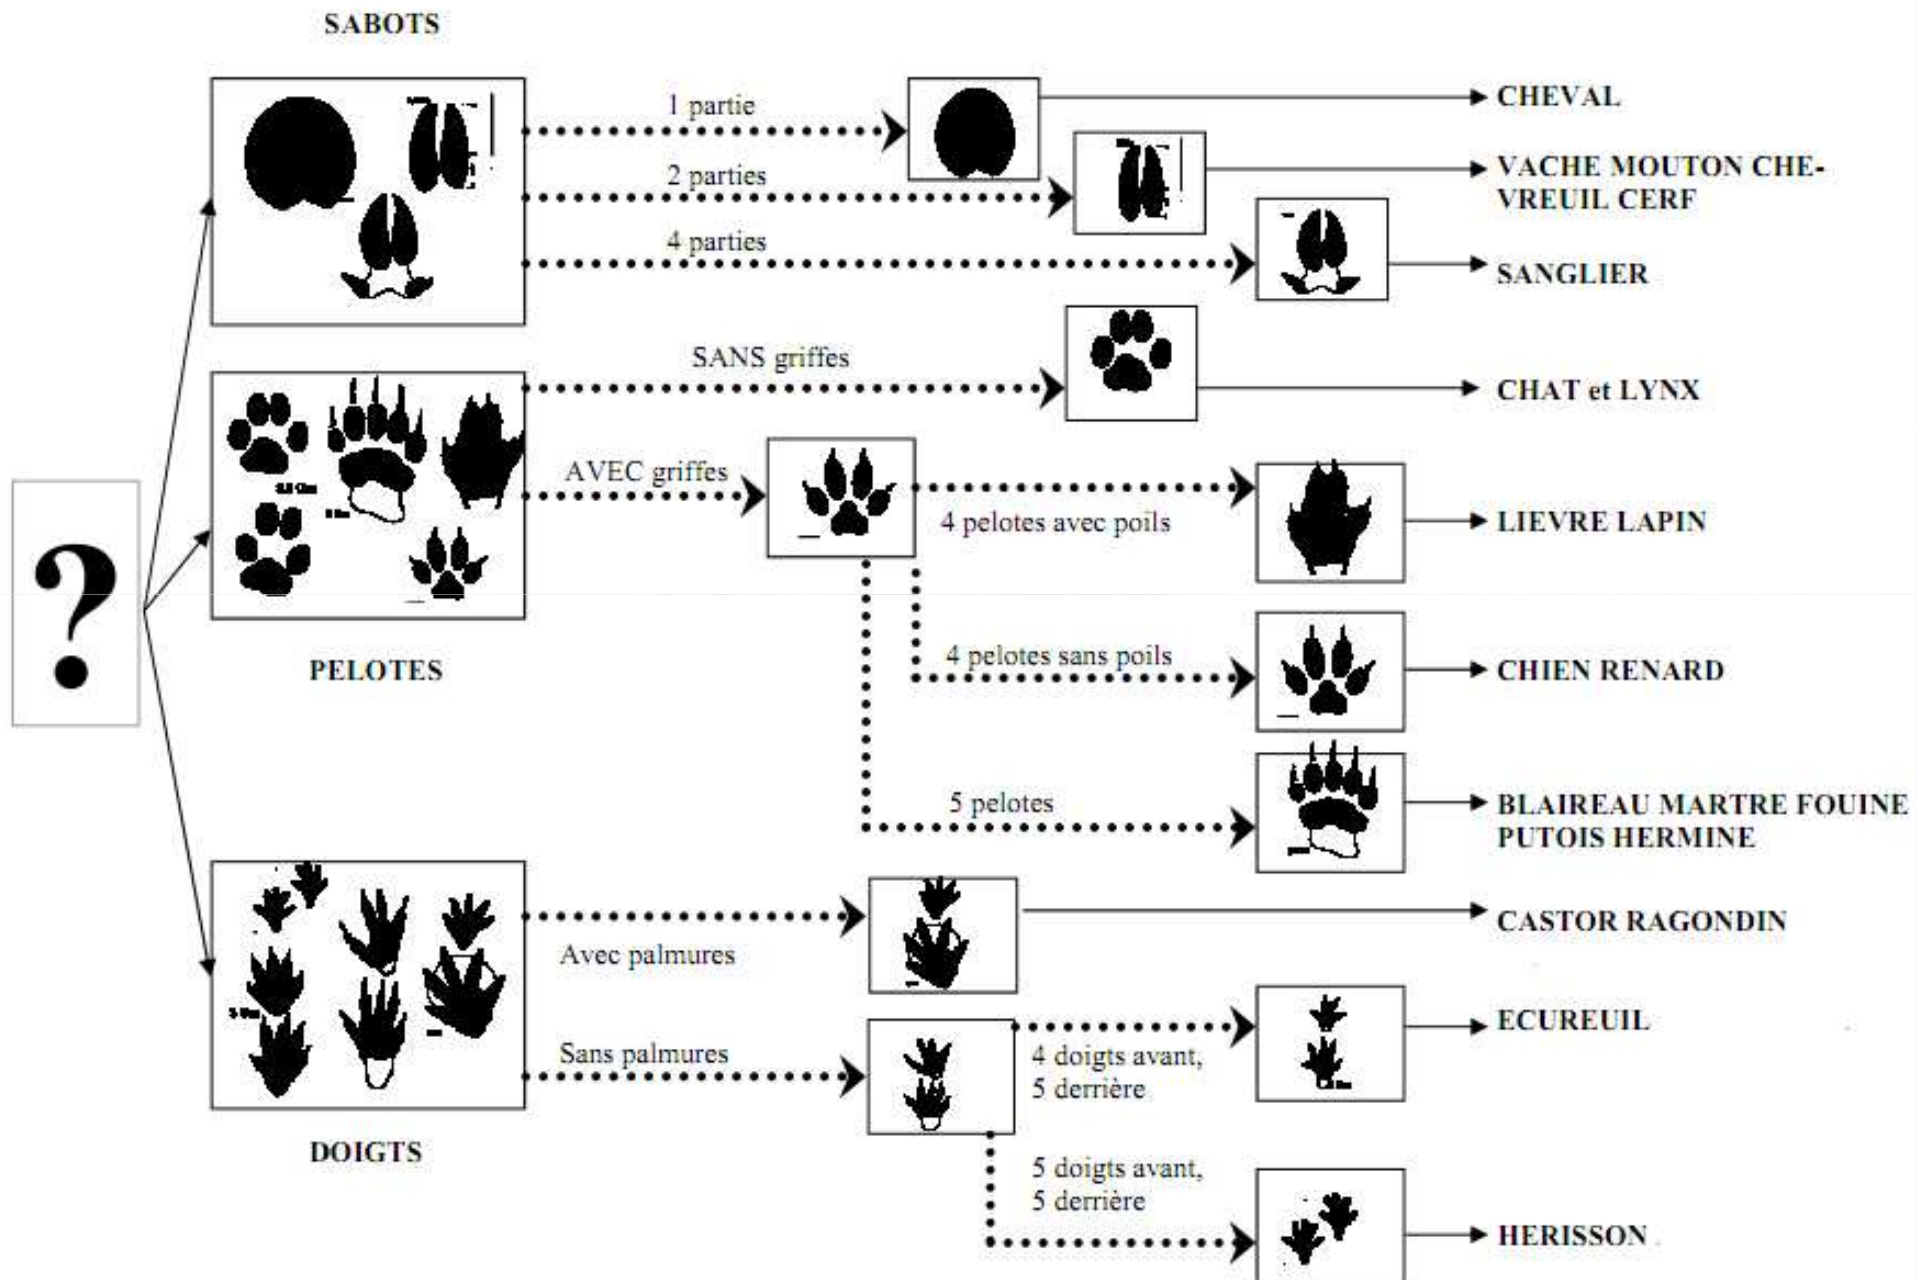 SABOTS
1 partie
CHEVAL
2 parties
VACHE MOUTON CHE-
VREUIL CERF
4 parties
SANGLIER
SANS griffes
CHAT et LYNX
AVEC griffes
4 pelotes avec poils
LIEVRE LAPIN
?
PELOTES
4 pelotes sans poils
CHIEN RENARD
5 pelotes
BLAIREAU MARTRE FOUINE
PUTOIS HERMINE
Avec palmures
CASTOR RAGONDIN
Sans palmures
4 doigts avant,
5 derrière
ECUREUIL
DOIGTS
5 doigts avant,
5 derrière
HERISSON